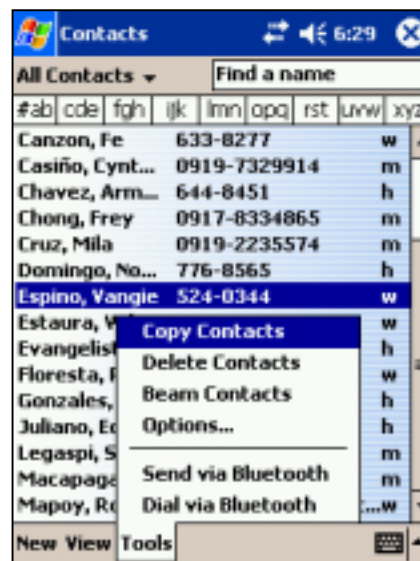 Contacts 6:29
All Contacts Find a name
#ab cde fgh ijk lmn opq rst uvw xyz
Canzon, Fe 633-8277 w
Casiño, Cynt... 0919-7329914 m
Chavez, Arm... 644-8451 h
Chong, Frey 0917-8334865 m
Cruz, Mila 0919-2235574 m
Domingo, No... 776-8565 h
Espino, Vangie 524-0344 w
Estaura, w
Copy Contacts
Evangelist h
Delete Contacts
Floresta, w
Beam Contacts
Gonzales, h
Options...
Juliano, Ed h
Legaspi, S m
Send via Bluetooth
Macapaga m
Mapoy, Ro Dial via Bluetooth ...w
New View Tools